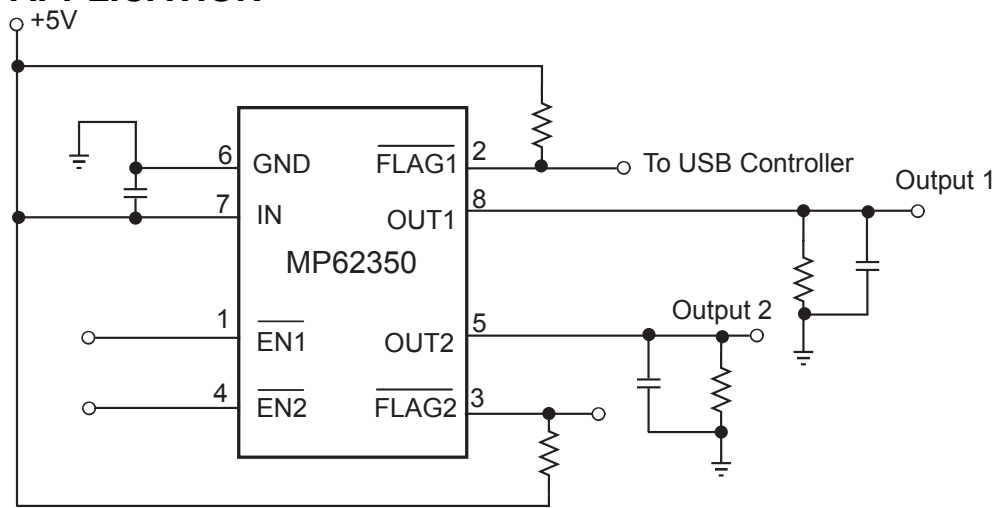 +5V
6 GND
7 IN
MP62350
1 EN1
4 EN2
FLAG1 2
To USB Controller
OUT1 8
Output 1
OUT2 5
Output 2
FLAG2 3